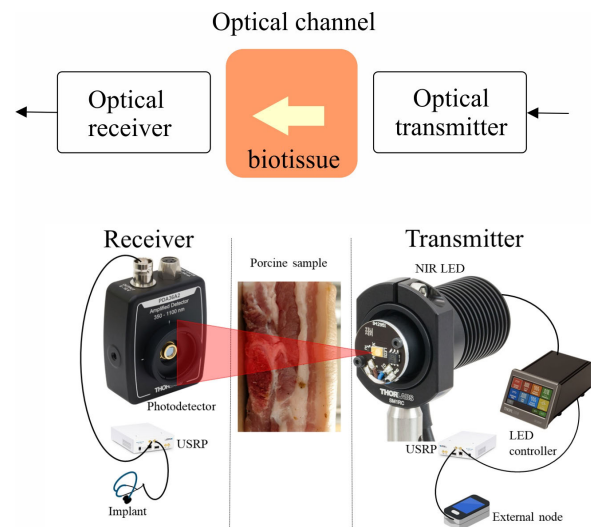 Optical channel
Optical
receiver
biotissue
Optical
transmitter
Receiver
Porcine sample
Transmitter
NIR LED
PDA36A2
Amplified Detector
350 - 1100 nm
THOR
Photodetector
THORLABS
USRP
Implant
LED
controller
USRP
External node